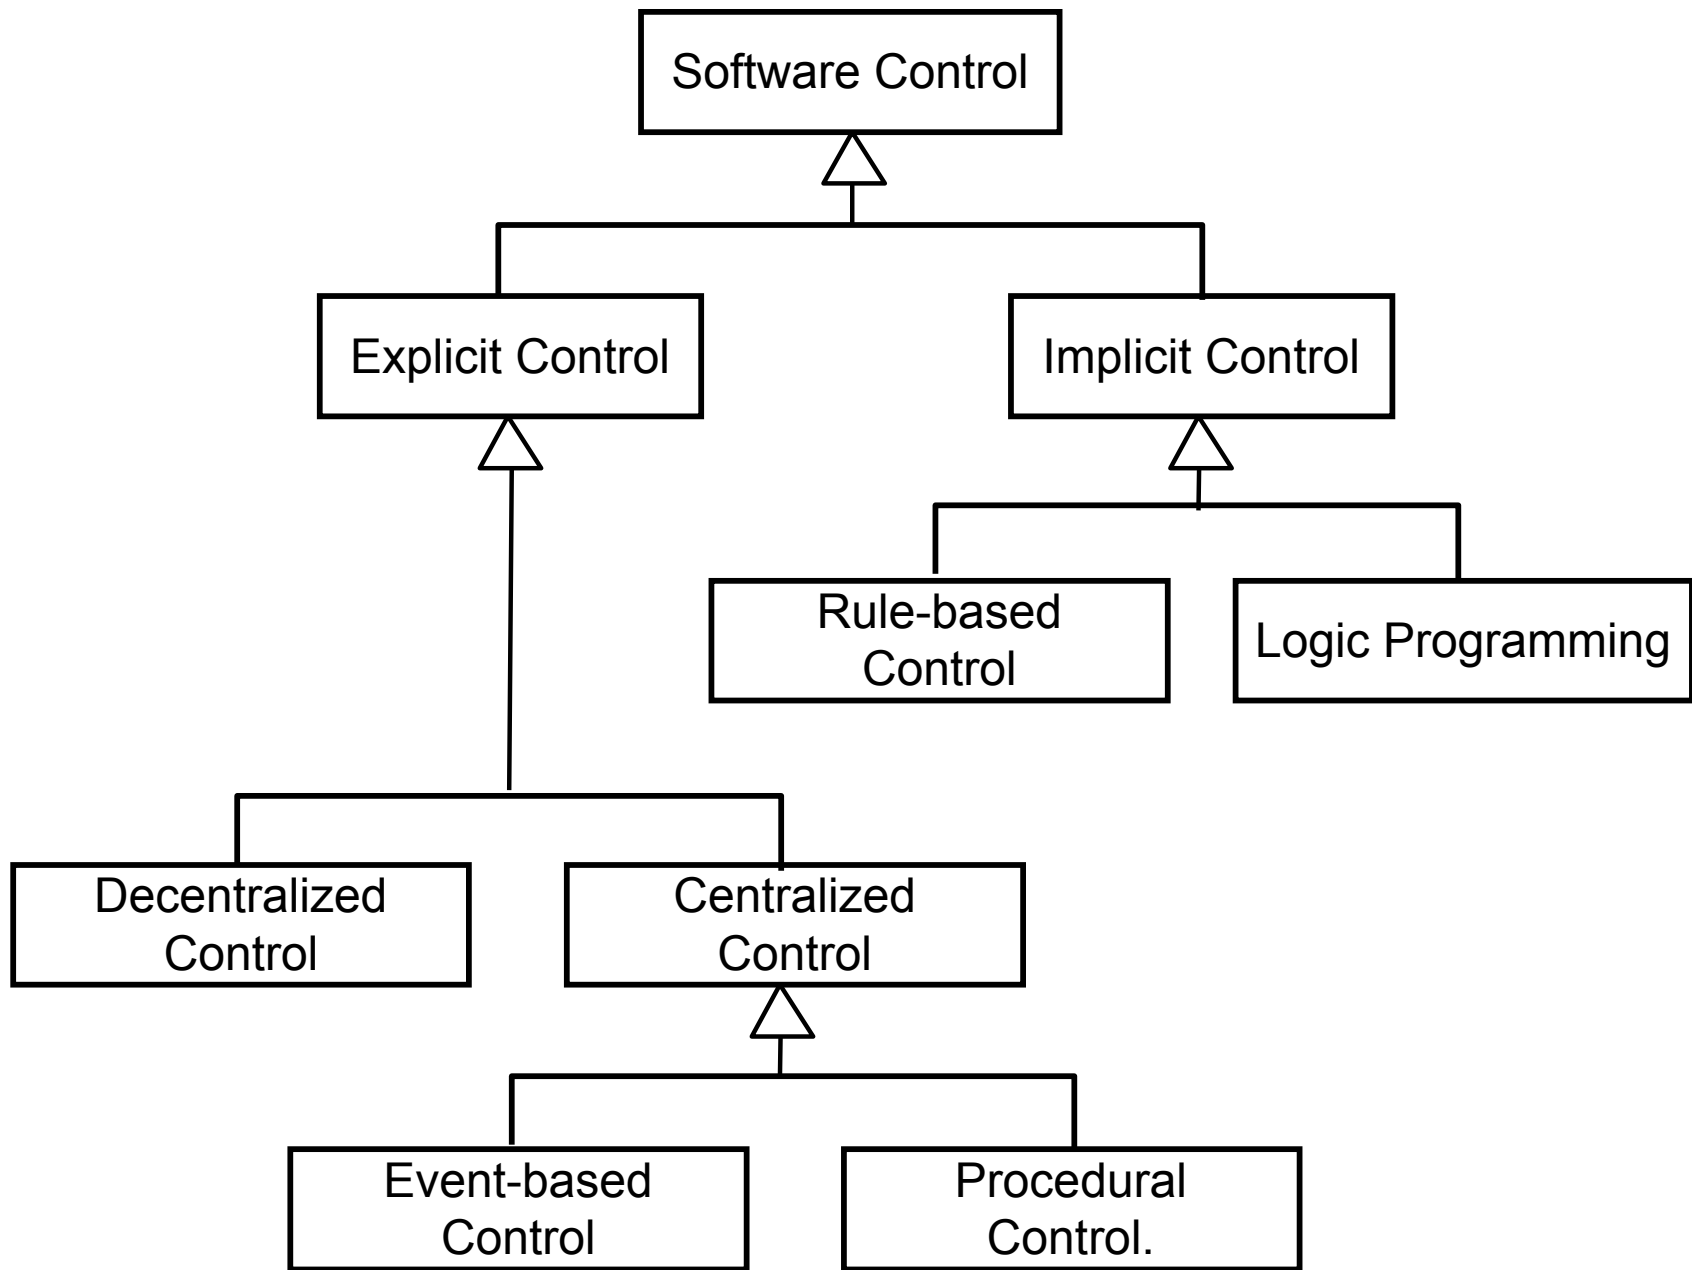 Software Control
Explicit Control
Implicit Control
Rule-based
Control
Logic Programming
Decentralized
Control
Centralized
Control
Event-based
Control
Procedural
Control.